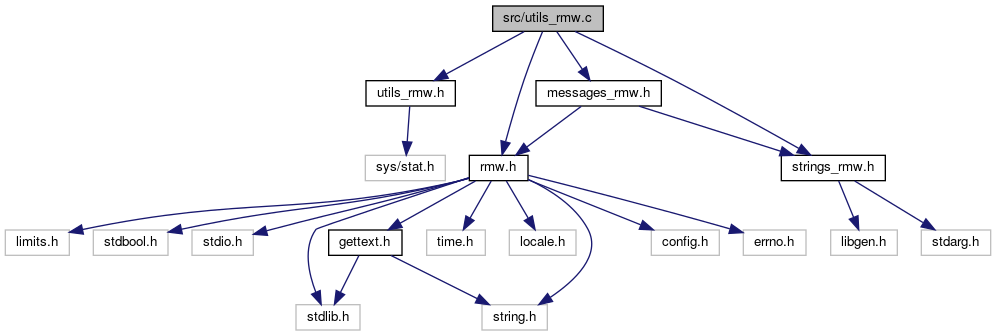 src/utils_rmw.c
utils_rmw.h
messages_rmw.h
sys/stat.h
rmw.h
strings_rmw.h
limits.h
stdbool.h
stdio.h
gettext.h
time.h
locale.h
config.h
errno.h
libgen.h
stdarg.h
stdlib.h
string.h